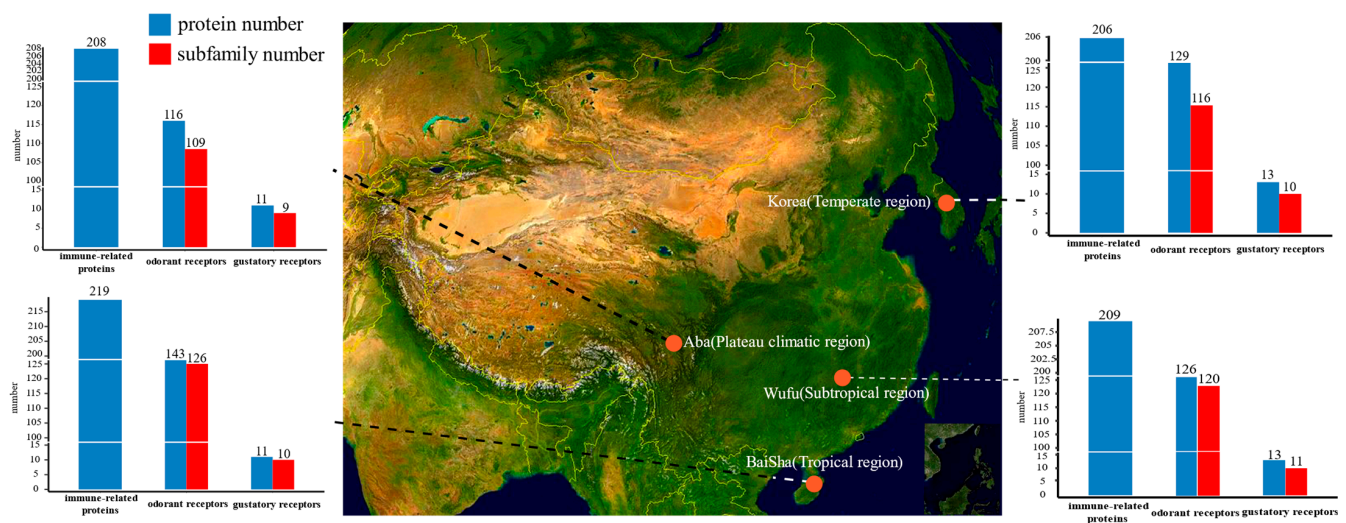 protein number
subfamily number
208
208
206
204
202
200
125
120
115
110
105
100
15
10
5
0
number
116
109
11
9
immune-related
proteins
odorant receptors
gustatory receptors
219
215
210
205
200
125
120
115
110
105
100
15
10
5
0
number
143
126
11
10
immune-related
proteins
odorant receptors
gustatory receptors
Korea(Temperate region)
Aba(Plateau climatic region)
Wufu(Subtropical region)
BaiSha(Tropical region)
206
206
200
125
120
115
110
105
100
15
10
5
0
number
129
116
13
10
immune-related
proteins
odorant receptors
gustatory receptors
209
207.5
205
202.5
200
125
120
115
110
105
100
15
10
5
0
number
126
120
13
11
immune-related
proteins
odorant receptors
gustatory receptors